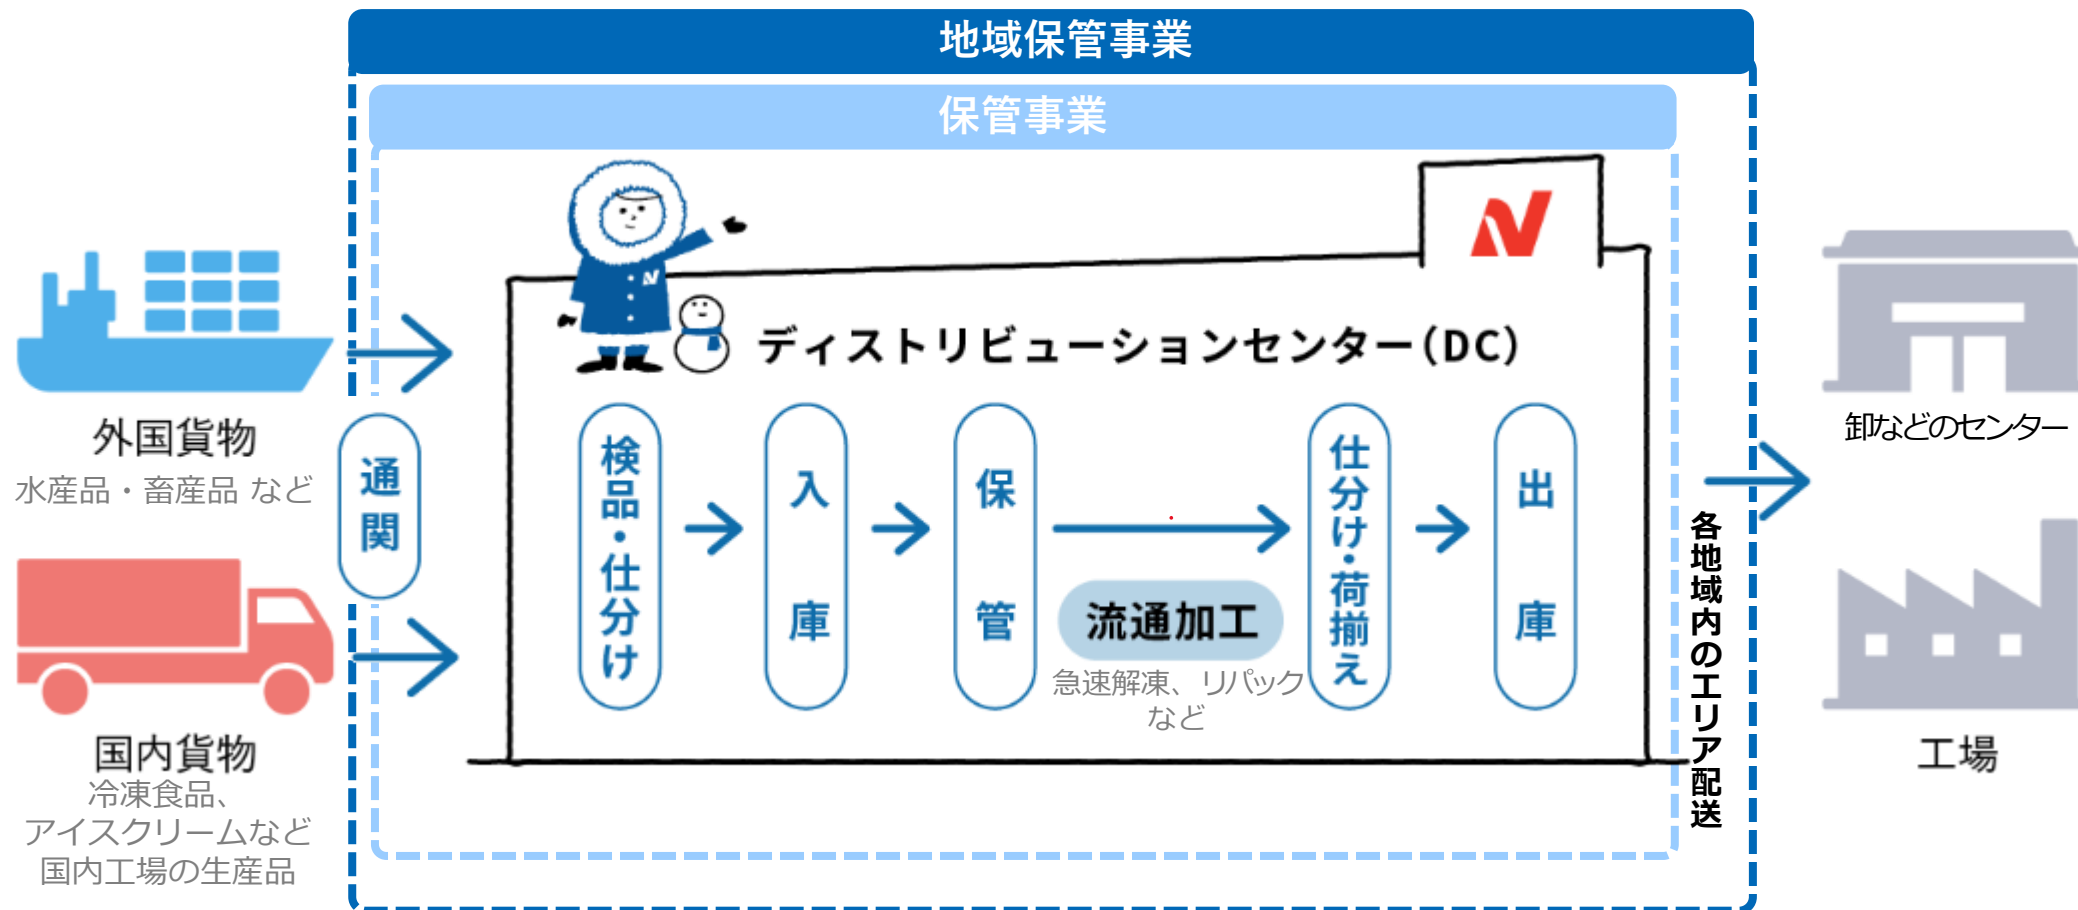 地域保管事業
保管事業
ディストリビューションセンター（DC）
外国貨物
水産品・畜産品 など
通関
国内貨物
冷凍食品、
アイスクリームなど
国内工場の生産品
検品・仕分け
入庫
保管
流通加工
急速解凍、リパック
など
仕分け・荷揃え
出庫
各地域内のエリア配送
卸などのセンター
工場